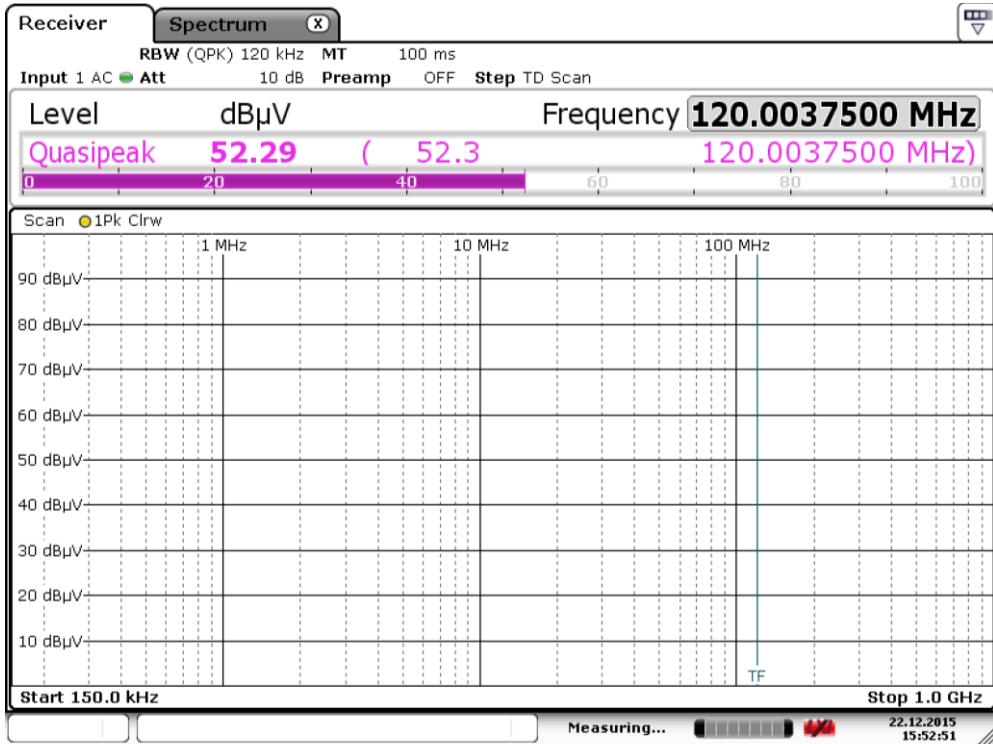 Receiver Spectrum X
RBW (QPK) 120 kHz MT 100 ms
Input 1 AC Att 10 dB Preamp OFF Step TD Scan
Level dBµV Frequency 120.0037500 MHz
Quasipeak 52.29 ( 52.3 120.0037500 MHz)
0 20 40 60 80 100
Scan 1Pk Clrw
1 MHz 10 MHz 100 MHz
90 dBµV
80 dBµV
70 dBµV
60 dBµV
50 dBµV
40 dBµV
30 dBµV
20 dBµV
10 dBµV
TF
Start 150.0 kHz Stop 1.0 GHz
Measuring... LXI 22.12.2015
15:52:51